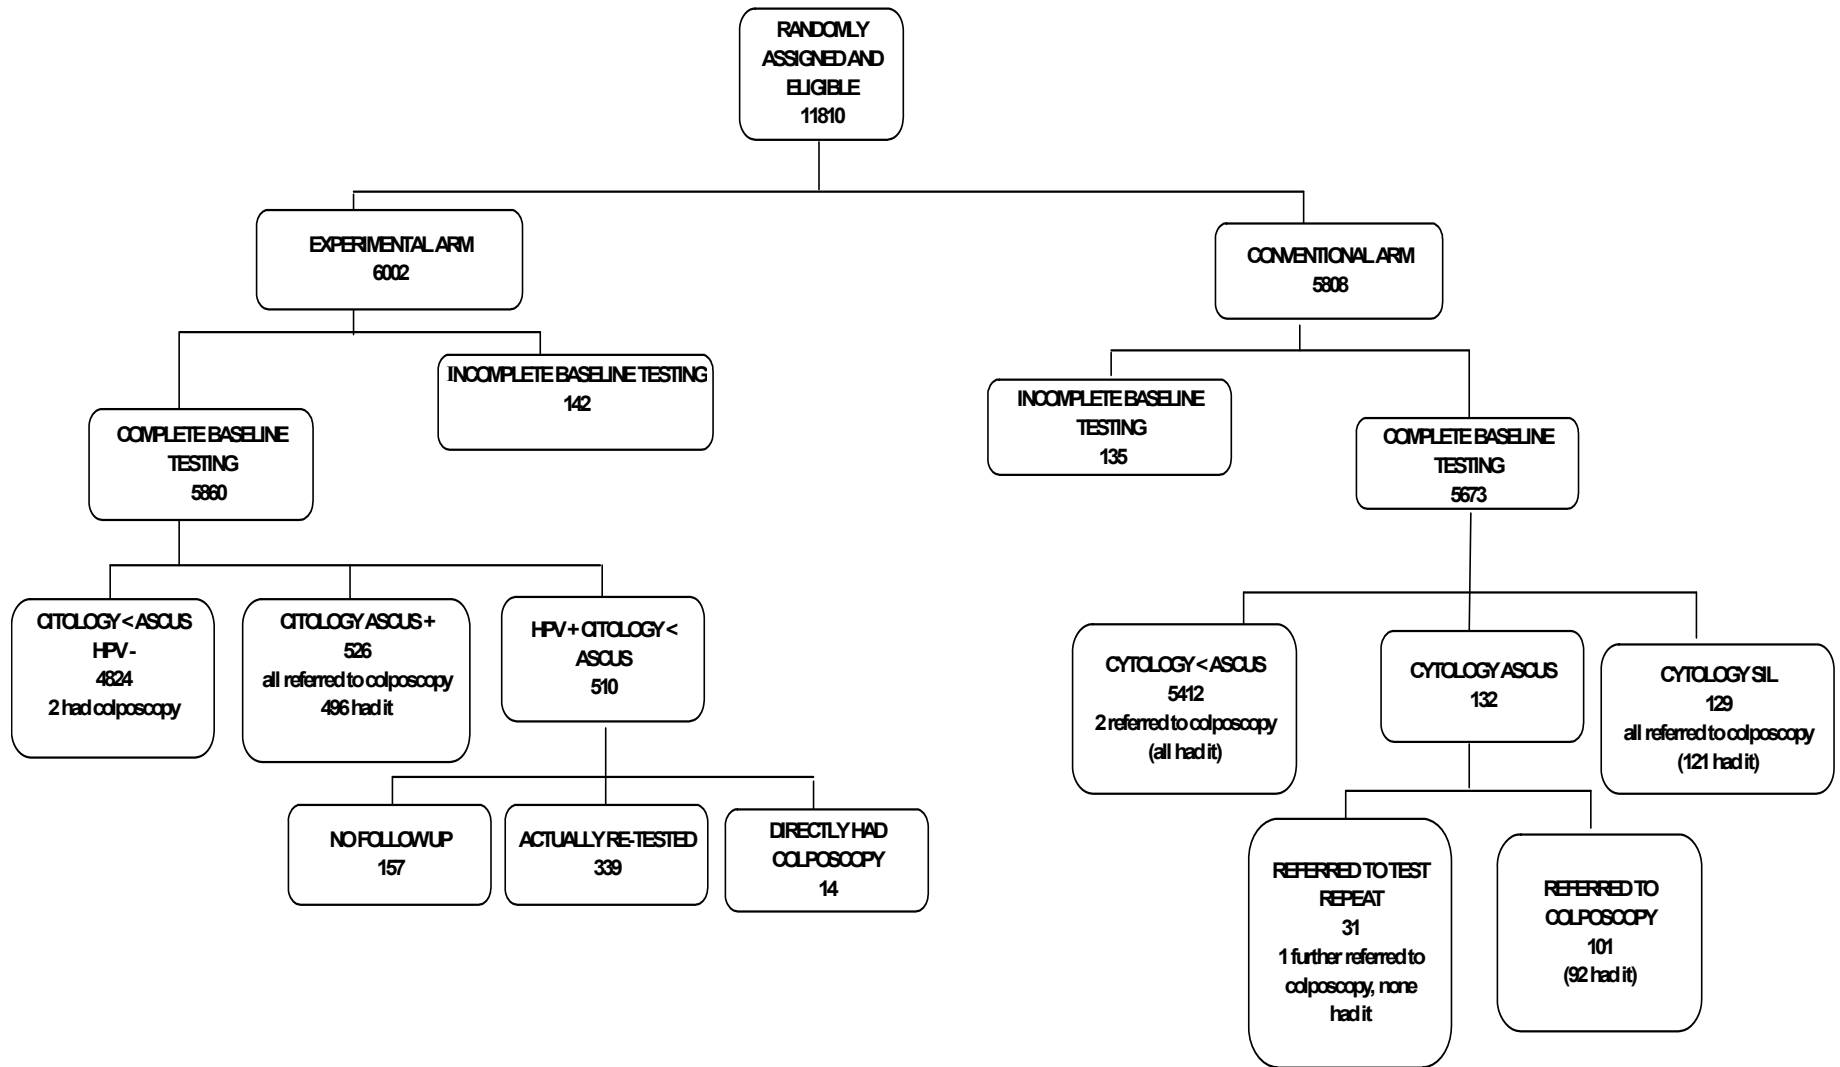 RANDOMLY
ASSIGNED AND
ELIGIBLE
11810
EXPERIMENTAL ARM
6002
CONVENTIONAL ARM
5808
INCOMPLETE BASELINE TESTING
142
INCOMPLETE BASELINE
TESTING
135
COMPLETE BASELINE
TESTING
5860
COMPLETE BASELINE
TESTING
5673
CITOLOGY < ASCUS
HPV -
4824
2 had colposcopy
CITOLOGY ASCUS +
526
all referred to colposcopy
496 had it
HPV + CITOLOGY <
ASCUS
510
CYTOLOGY < ASCUS
5412
2 referred to colposcopy
(all had it)
CYTOLOGY ASCUS
132
CYTOLOGY SIL
129
all referred to colposcopy
(121 had it)
NO FOLLOW UP
157
ACTUALLY RE-TESTED
339
DIRECTLY HAD
COLPOSCOPY
14
REFERRED TO TEST
REPEAT
31
1 further referred to
colposcopy, none
had it
REFERRED TO
COLPOSCOPY
101
(92 had it)